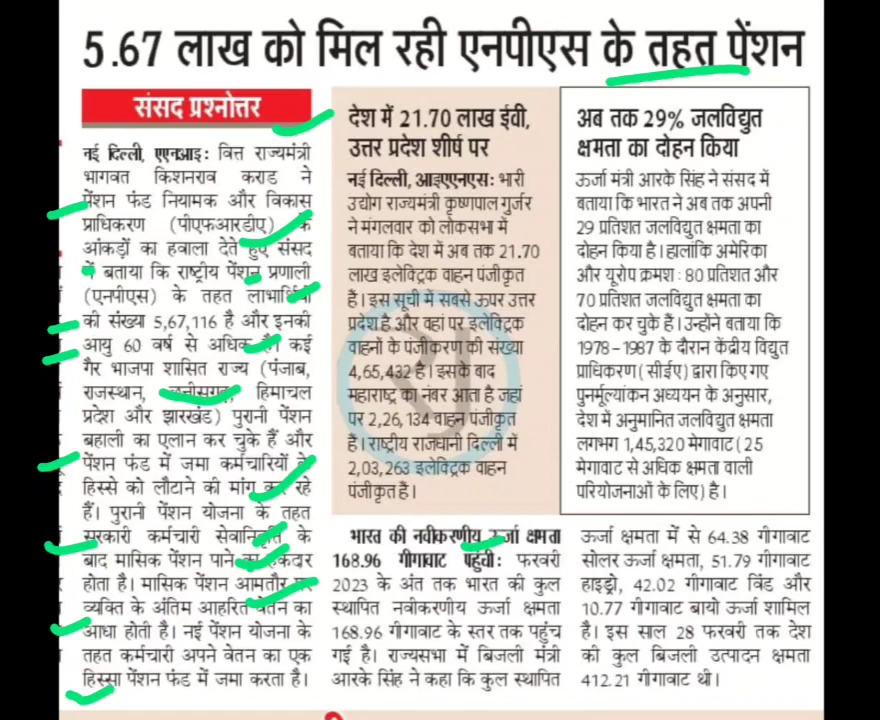 5.67 लाख को मिल रही एनपीएस के तहत पेंशन
संसद प्रश्नोत्तर
नई दिल्ली, एएनआइ: वित्त राज्यमंत्री
भागवत किशनराव कराड ने
पेंशन फंड नियामक और विकास
प्राधिकरण (पीएफआरडीए) के
आंकड़ों का हवाला देते हुए संसद
में बताया कि राष्ट्रीय पेंशन प्रणाली
(एनपीएस) के तहत लाभार्थियों
की संख्या 5,67,116 है और इनकी
आयु 60 वर्ष से अधिक है। कई
गैर भाजपा शासित राज्य (पंजाब,
राजस्थान, छत्तीसगढ़, हिमाचल
प्रदेश और झारखंड) पुरानी पेंशन
बहाली का एलान कर चुके हैं और
पेंशन फंड में जमा कर्मचारियों के
हिस्से को लौटाने की मांग कर रहे
हैं। पुरानी पेंशन योजना के तहत
सरकारी कर्मचारी सेवानिवृत्ति के
बाद मासिक पेंशन पाने का हकदार
होता है। मासिक पेंशन आमतौर पर
व्यक्ति के अंतिम आहरित वेतन का
आधा होती है। नई पेंशन योजना के
तहत कर्मचारी अपने वेतन का एक
हिस्सा पेंशन फंड में जमा करता है।
देश में 21.70 लाख ईवी,
उत्तर प्रदेश शीर्ष पर
नई दिल्ली, आइएएनएस: भारी
उद्योग राज्यमंत्री कृष्णपाल गुर्जर
ने मंगलवार को लोकसभा में
बताया कि देश में अब तक 21.70
लाख इलेक्ट्रिक वाहन पंजीकृत
हैं। इस सूची में सबसे ऊपर उत्तर
प्रदेश है और वहां पर इलेक्ट्रिक
वाहनों के पंजीकरण की संख्या
4,65,432 है। इसके बाद
महाराष्ट्र का नंबर आता है जहां
पर 2,26,134 वाहन पंजीकृत
हैं। राष्ट्रीय राजधानी दिल्ली में
2,03,263 इलेक्ट्रिक वाहन
पंजीकृत हैं।
अब तक 29% जलविद्युत
क्षमता का दोहन किया
ऊर्जा मंत्री आरके सिंह ने संसद में
बताया कि भारत ने अब तक अपनी
29 प्रतिशत जलविद्युत क्षमता का
दोहन किया है। हालांकि अमेरिका
और यूरोप क्रमश: 80 प्रतिशत और
70 प्रतिशत जलविद्युत क्षमता का
दोहन कर चुके हैं। उन्होंने बताया कि
1978-1987 के दौरान केंद्रीय विद्युत
प्राधिकरण (सीईए) द्वारा किए गए
पुनर्मूल्यांकन अध्ययन के अनुसार,
देश में अनुमानित जलविद्युत क्षमता
लगभग 1,45,320 मेगावाट (25
मेगावाट से अधिक क्षमता वाली
परियोजनाओं के लिए) है।
भारत की नवीकरणीय ऊर्जा क्षमता
168.96 गीगावाट पहुंची: फरवरी
2023 के अंत तक भारत की कुल
स्थापित नवीकरणीय ऊर्जा क्षमता
168.96 गीगावाट के स्तर तक पहुंच
गई है। राज्यसभा में बिजली मंत्री
आरके सिंह ने कहा कि कुल स्थापित
ऊर्जा क्षमता में से 64.38 गीगावाट
सोलर ऊर्जा क्षमता, 51.79 गीगावाट
हाइड्रो, 42.02 गीगावाट विंड और
10.77 गीगावाट बायो ऊर्जा शामिल
है। इस साल 28 फरवरी तक देश
की कुल बिजली उत्पादन क्षमता
412.21 गीगावाट थी।